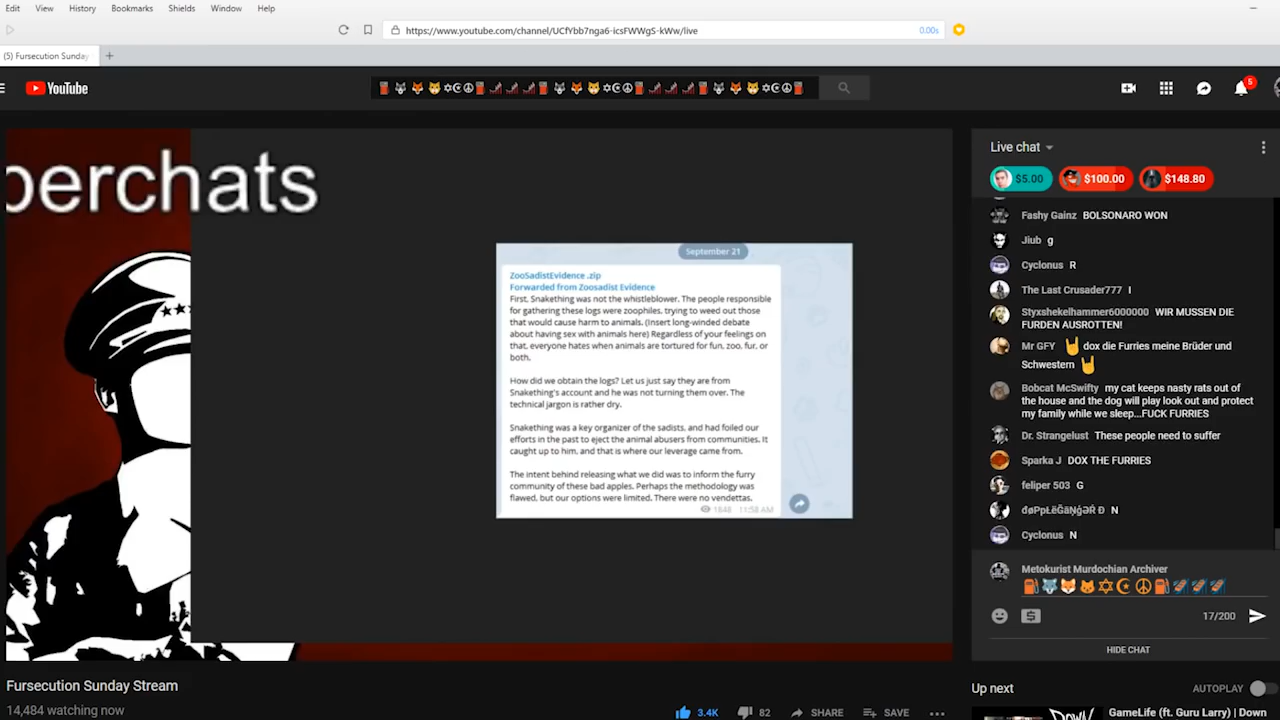 Edit View History Bookmarks Shields Window Help
https://www.youtube.com/channel/UCfYbb7nga6-icsFWWgS-kWw/live
0.00s
(5) Fursecution Sunday
YouTube
5
perchats
September 21
ZooSadistEvidence .zip
Forwarded from Zoosadist Evidence
First, Snakething was not the whistleblower. The people responsible
for gathering these logs were zoophiles, trying to weed out those
that would cause harm to animals. (Insert long-winded debate
about having sex with animals here) Regardless of your feelings on
that, everyone hates when animals are tortured for fun, zoo, fur, or
both.
How did we obtain the logs? Let us just say they are from
Snakething's account and he was not turning them over. The
technical jargon is rather dry.
Snakething was a key organizer of the sadists, and had foiled our
efforts in the past to eject the animal abusers from communities. It
caught up to him, and that is where our leverage came from.
The intent behind releasing what we did was to inform the furry
community of these bad apples. Perhaps the methodology was
flawed, but our options were limited. There were no vendettas.
1848 11:58 AM
Live chat
$5.00 $100.00 $148.80
Fashy Gainz BOLSONARO WON
Jiub g
Cyclonus R
The Last Crusader777 I
Styxshekelhammer6000000 WIR MUSSEN DIE
FURDEN AUSROTTEN!
Mr GFY 🤘 dox die Furries meine Brüder und
Schwestern 🤘
Bobcat McSwifty my cat keeps nasty rats out of
the louse and the dog will play look out and protect
my family while we sleep...FUCK FURRIES
Dr. Strangelust These people need to suffer
Sparka J DOX THE FURRIES
feliper 503 G
N
Cyclonus N
Metokurist Murdochian Archiver
17/200
HIDE CHAT
Fursecution Sunday Stream
14,484 watching now
3.4K 82 SHARE SAVE
Up next
AUTOPLAY
GameLife (ft. Guru Larry) | Down